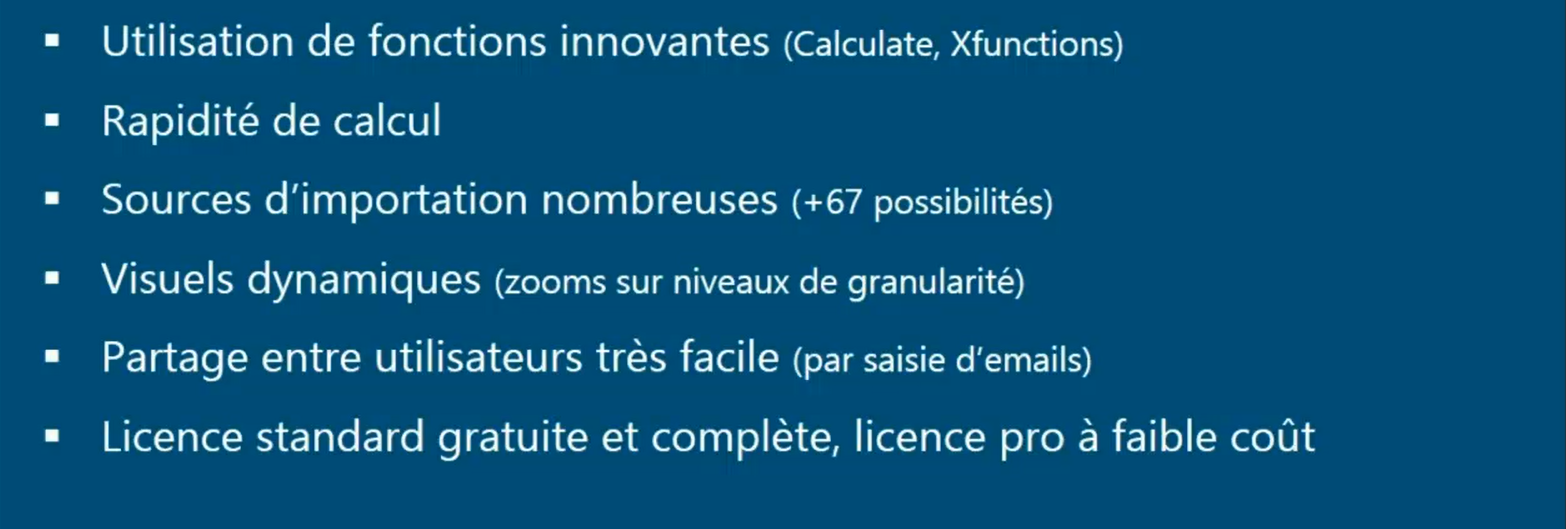 ▪ Utilisation de fonctions innovantes (Calculate, Xfunctions)
▪ Rapidité de calcul
▪ Sources d’importation nombreuses (+67 possibilités)
▪ Visuels dynamiques (zooms sur niveaux de granularité)
▪ Partage entre utilisateurs très facile (par saisie d’emails)
▪ Licence standard gratuite et complète, licence pro à faible coût